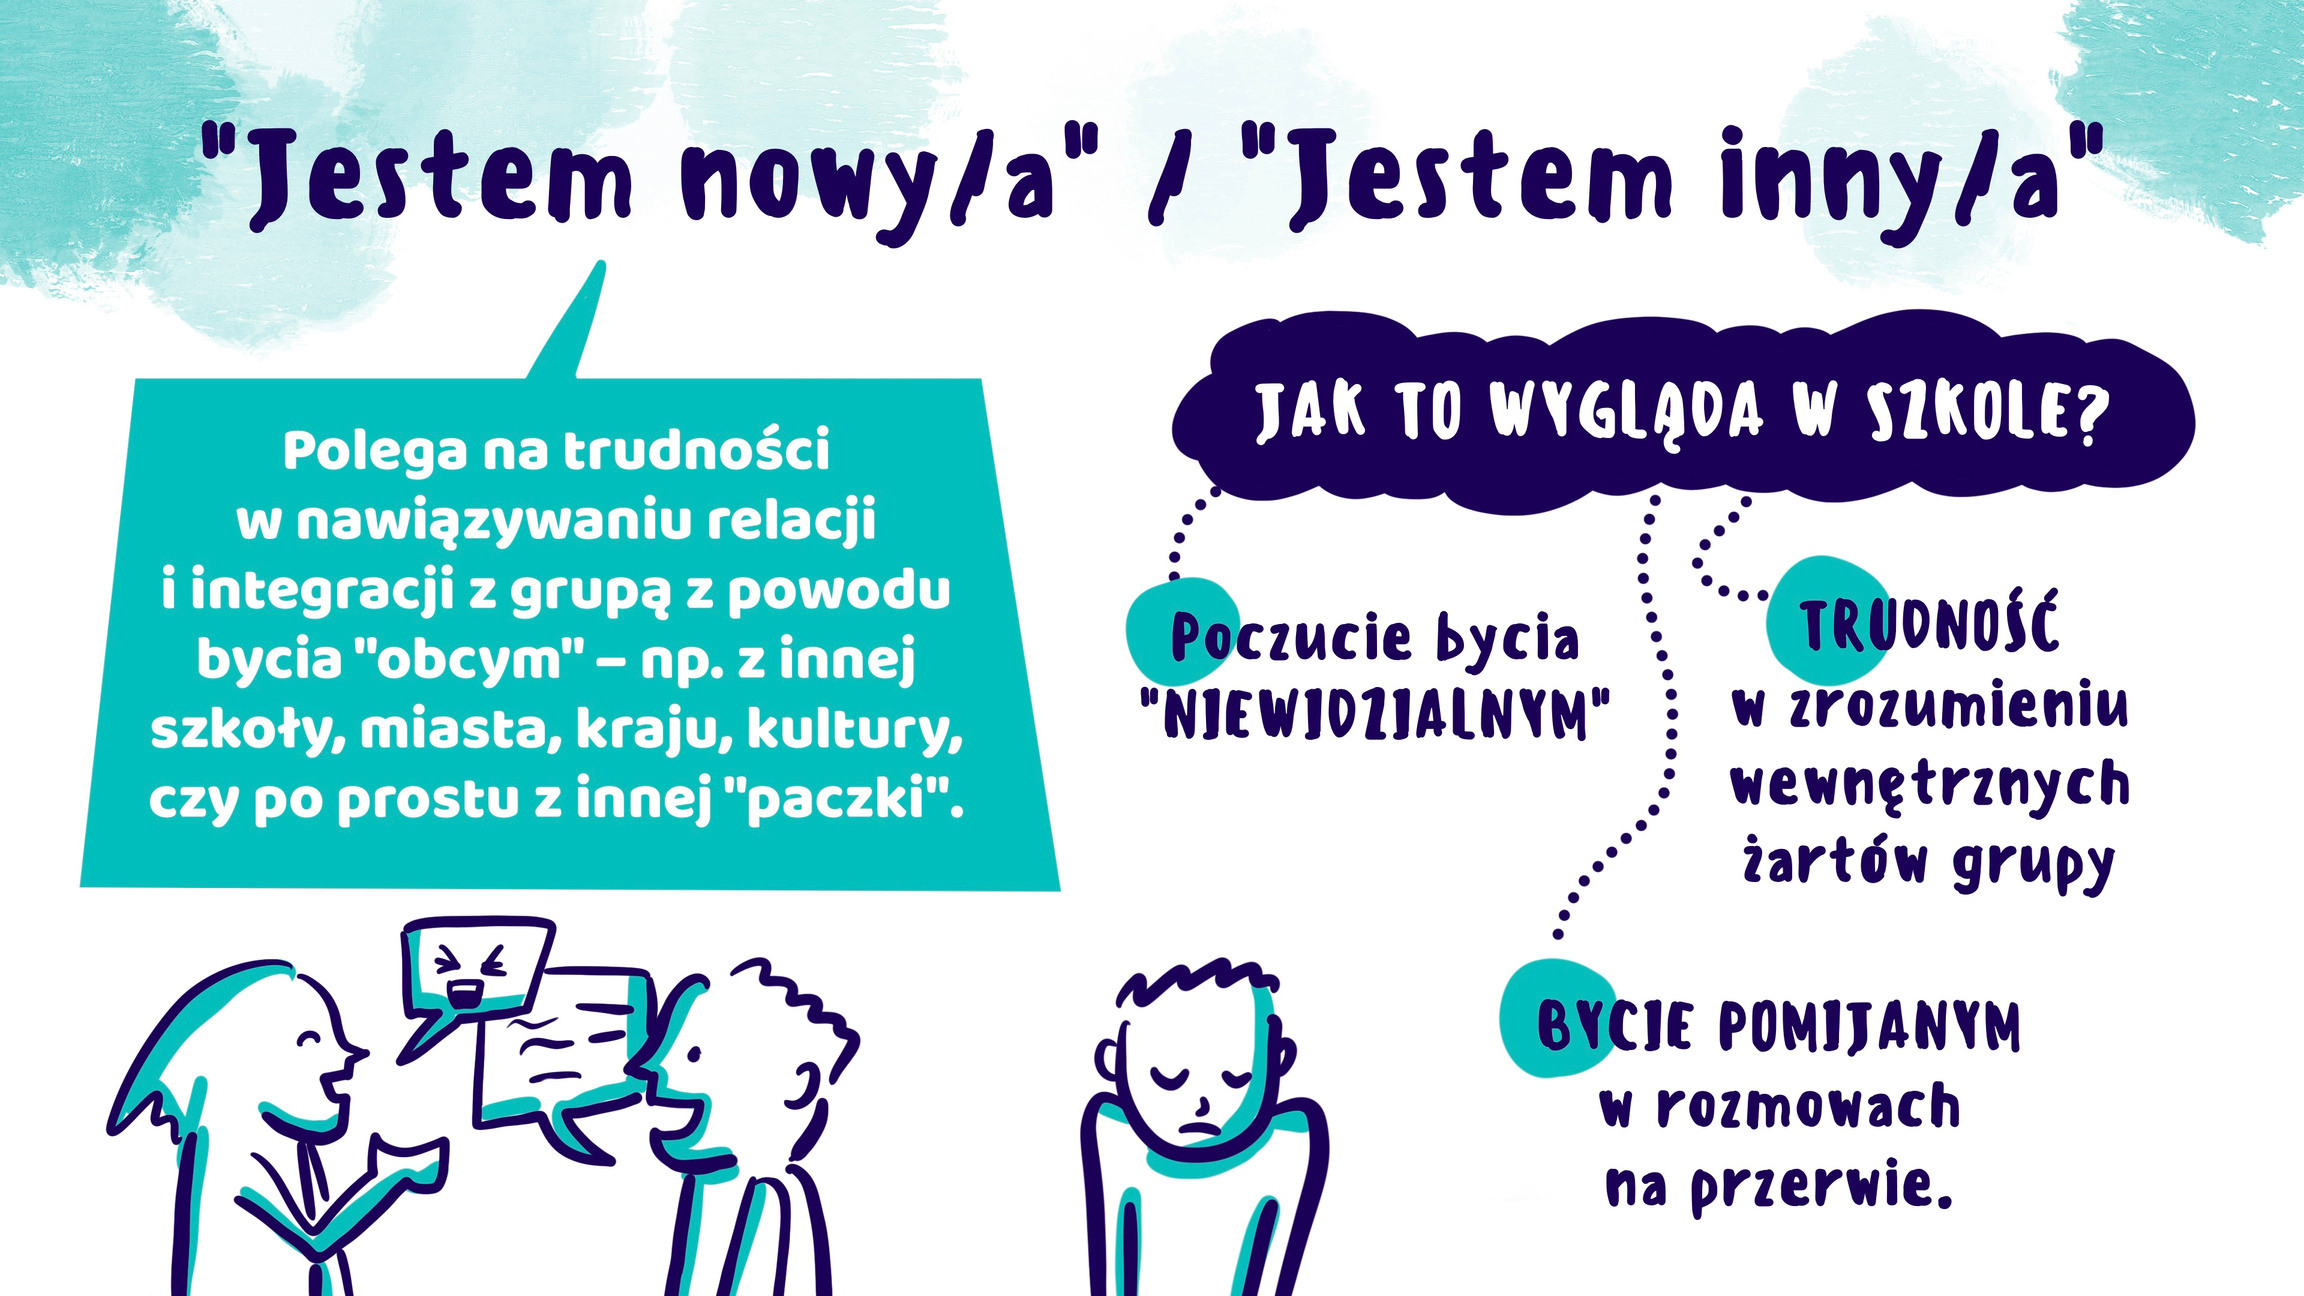 "Jestem nowy/a" / "Jestem inny/a"
Polega na trudności
w nawiązywaniu relacji
i integracji z grupą z powodu
bycia "obcym" – np. z innej
szkoły, miasta, kraju, kultury,
czy po prostu z innej "paczki".
JAK TO WYGLĄDA W SZKOLE?
Poczucie bycia
"NIEWIDZIALNYM"
TRUDNOŚĆ
w zrozumieniu
wewnętrznych
żartów grupy
BYCIE POMIJANYM
w rozmowach
na przerwie.